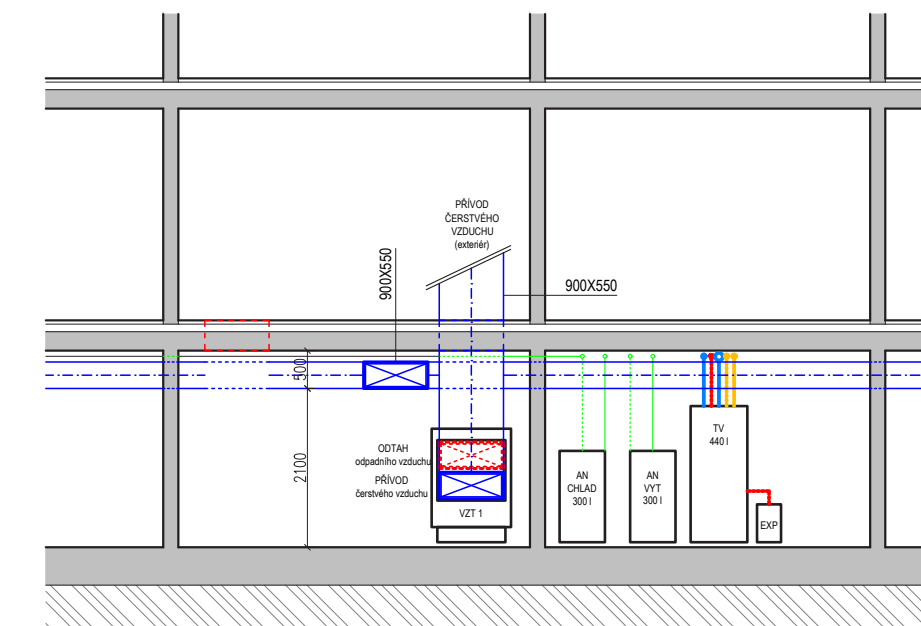 PŘÍVOD
ČERSTVÉHO
VZDUCHU
(exteriér)
900X550
900X550
500
2100
ODTAH
odpadního vzduchu
PŘÍVOD
čerstvého vzduchu
VZT 1
AN
CHLAD
300 l
AN
VYT
300 l
TV
440 l
EXP